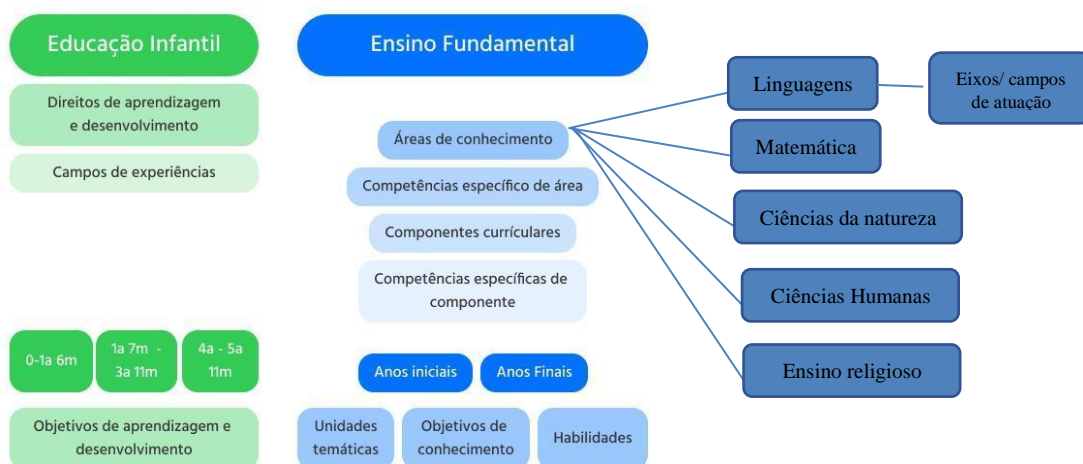 Educação Infantil
Direitos de aprendizagem
e desenvolvimento
Campos de experiências
0-1a 6m
1a 7m -
3a 11m
4a - 5a
11m
Objetivos de aprendizagem e
desenvolvimento
Ensino Fundamental
Áreas de conhecimento
Competências específico de área
Componentes currículares
Competências específicas de
componente
Anos iniciais
Anos Finais
Unidades
temáticas
Objetivos de
conhecimento
Habilidades
Linguagens
Eixos/ campos
de atuação
Matemática
Ciências da natureza
Ciências Humanas
Ensino religioso